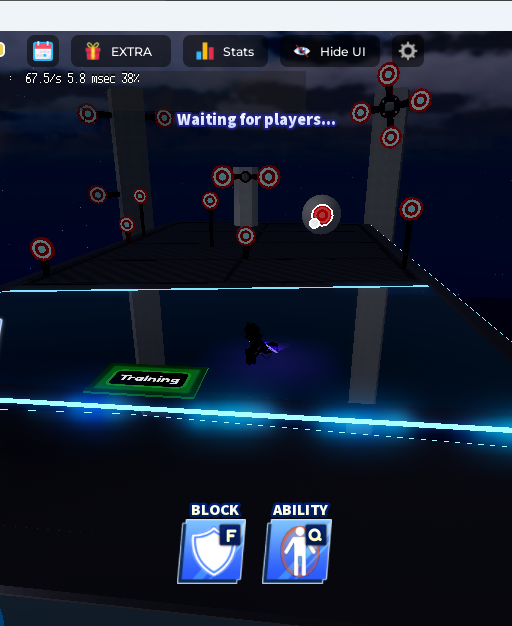 EXTRA
Stats
Hide UI
: 67.5/s 5.8 msec 38%
Waiting for players...
Training
BLOCK
ABILITY
F
Q